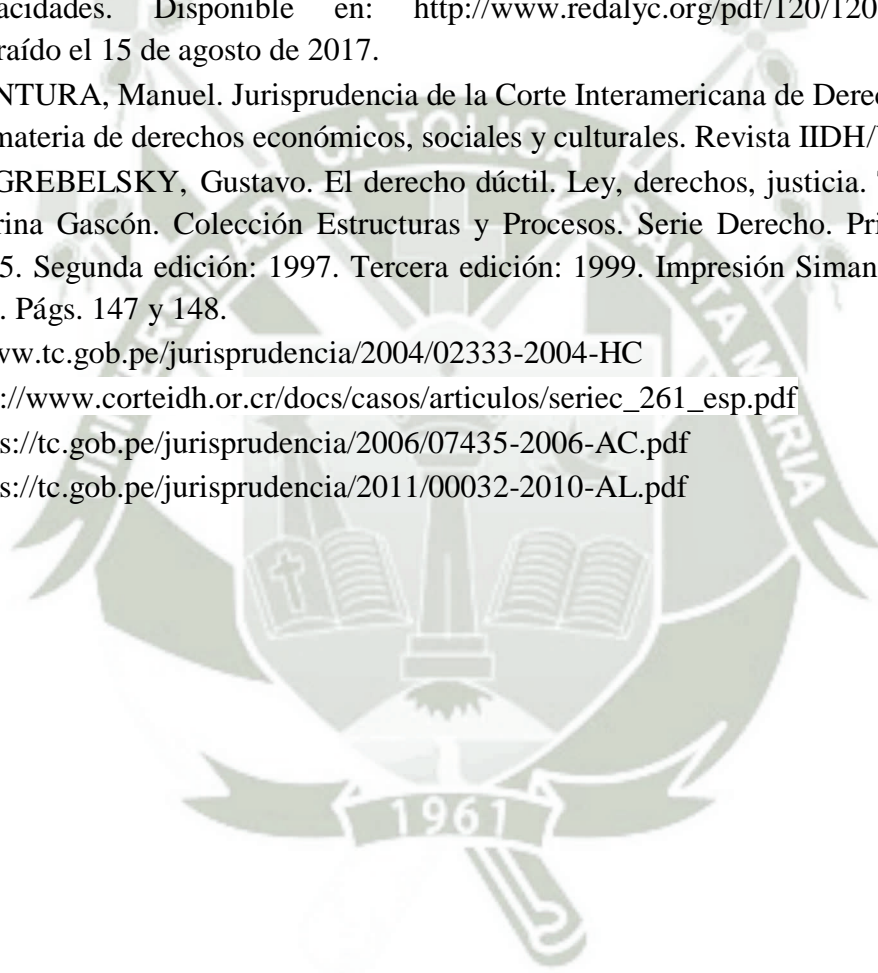 acidades. Disponible en: http://www.redalyc.org/pdf/120/120
raído el 15 de agosto de 2017.
NTURA, Manuel. Jurisprudencia de la Corte Interamericana de Derec
materia de derechos económicos, sociales y culturales. Revista IIDH/
GREBELSKY, Gustavo. El derecho dúctil. Ley, derechos, justicia.
rina Gascón. Colección Estructuras y Procesos. Serie Derecho. Pri
5. Segunda edición: 1997. Tercera edición: 1999. Impresión Siman
. Págs. 147 y 148.
ww.tc.gob.pe/jurisprudencia/2004/02333-2004-HC
://www.corteidh.or.cr/docs/casos/articulos/seriec_261_esp.pdf
s://tc.gob.pe/jurisprudencia/2006/07435-2006-AC.pdf
s://tc.gob.pe/jurisprudencia/2011/00032-2010-AL.pdf
CATOLICA
SANTA MARIA
1961